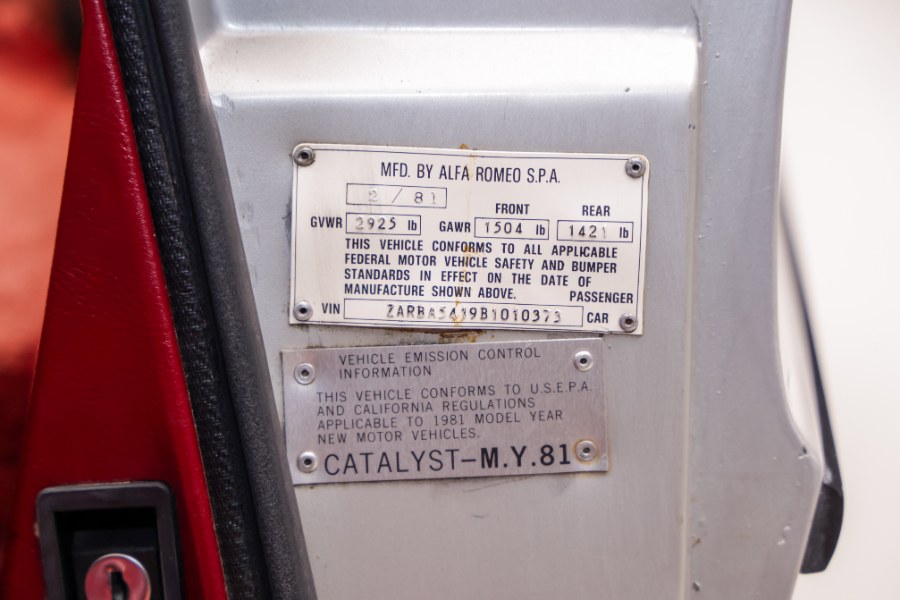 MFD. BY ALFA ROMEO S.P.A.
2 / 81
FRONT REAR
GVWR 2925 lb GAWR 1504 lb 1421 lb
THIS VEHICLE CONFORMS TO ALL APPLICABLE
FEDERAL MOTOR VEHICLE SAFETY AND BUMPER
STANDARDS IN EFFECT ON THE DATE OF
MANUFACTURE SHOWN ABOVE. PASSENGER
VIN ZARBA5419B1010373 CAR
VEHICLE EMISSION CONTROL
INFORMATION
THIS VEHICLE CONFORMS TO U.S.E.P.A.
AND CALIFORNIA REGULATIONS
APPLICABLE TO 1981 MODEL YEAR
NEW MOTOR VEHICLES.
CATALYST-M.Y.81